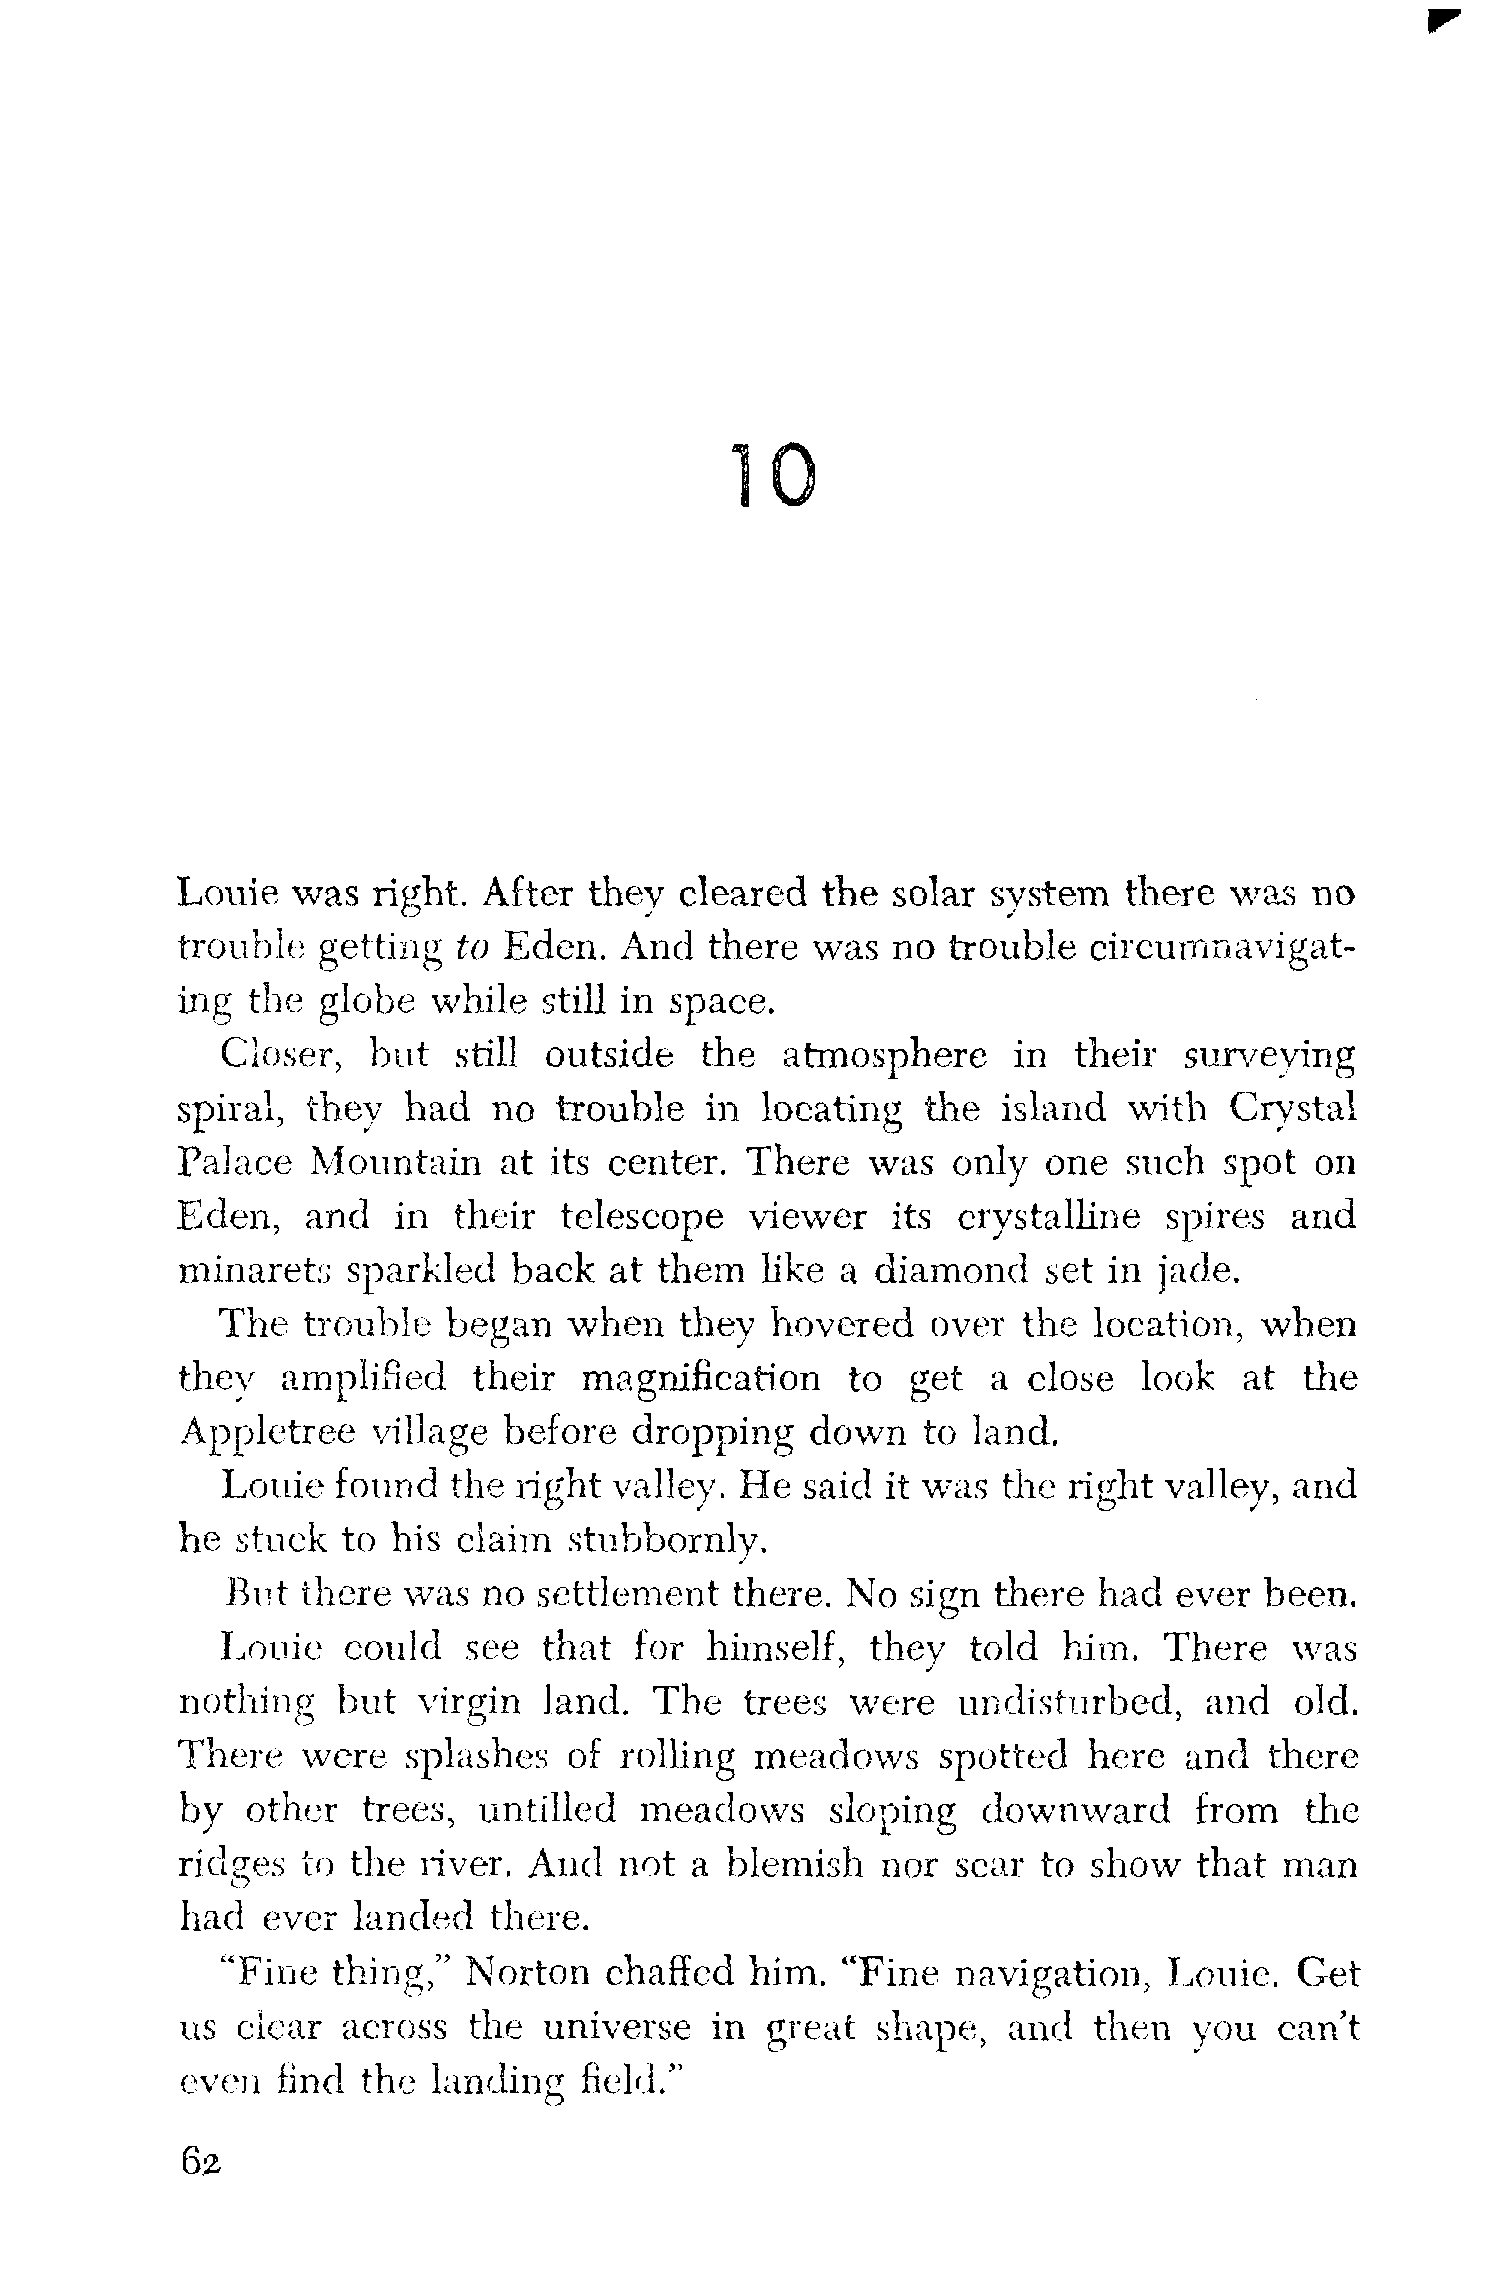 10
Louie was right. After they cleared the solar system there was no
trouble getting to Eden. And there was no trouble circumnavigat-
ing the globe while still in space.
Closer, but still outside the atmosphere in their surveying
spiral, they had no trouble in locating the island with Crystal
Palace Mountain at its center. There was only one such spot on
Eden, and in their telescope viewer its crystalline spires and
minarets sparkled back at them like a diamond set in jade.
The trouble began when they hovered over the location, when
they amplified their magnification to get a close look at the
Appletree village before dropping down to land.
Louie found the right valley. He said it was the right valley, and
he stuck to his claim stubbornly.
But there was no settlement there. No sign there had ever been.
Louie could see that for himself, they told him. There was
nothing but virgin land. The trees were undisturbed, and old.
There were splashes of rolling meadows spotted here and there
by other trees, untilled meadows sloping downward from the
ridges to the river. And not a blemish nor scar to show that man
had ever landed there.
“Fine thing,” Norton chaffed him. “Fine navigation, Louie. Get
us clear across the universe in great shape, and then you can't
even find the landing field.”
62